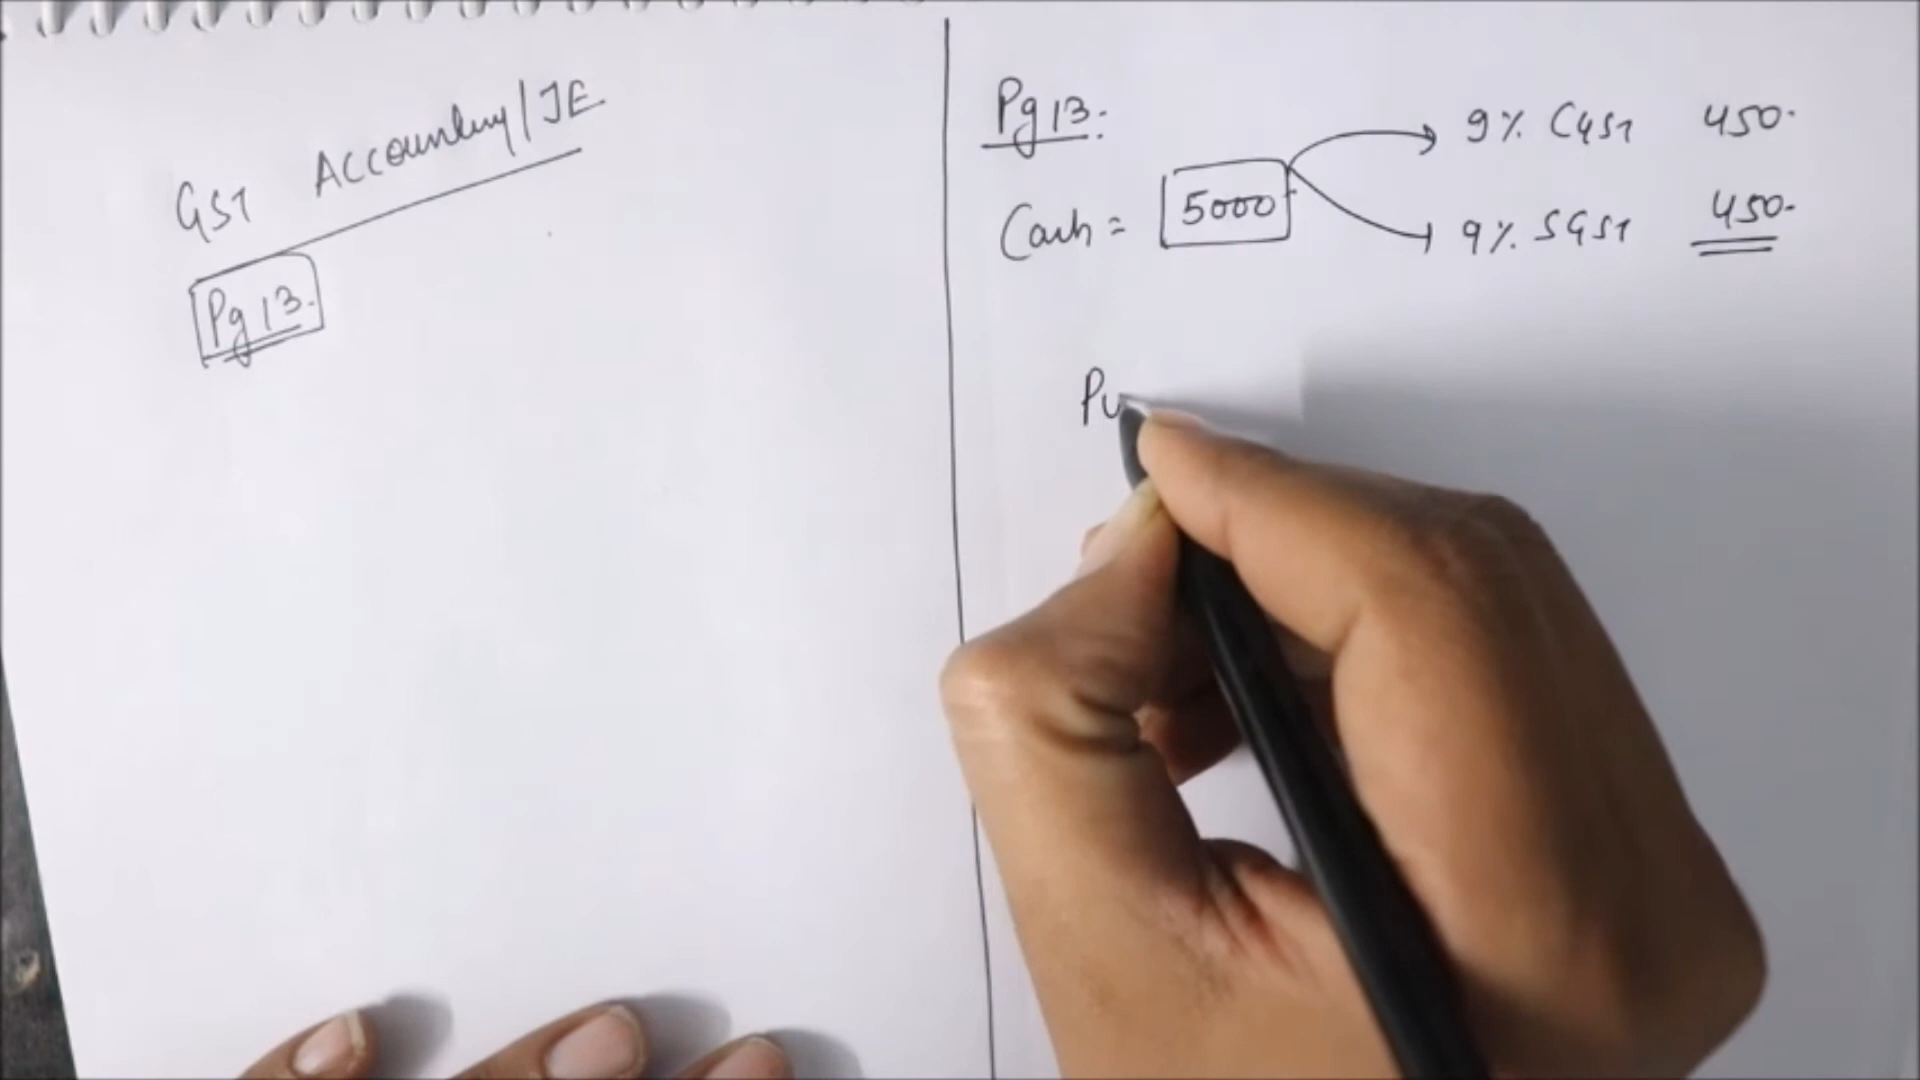 GST Accounting/JE
Pg 13.
Pg 13:
Cash = 5000
9% CGST 450.
9% SGST 450.
Pu